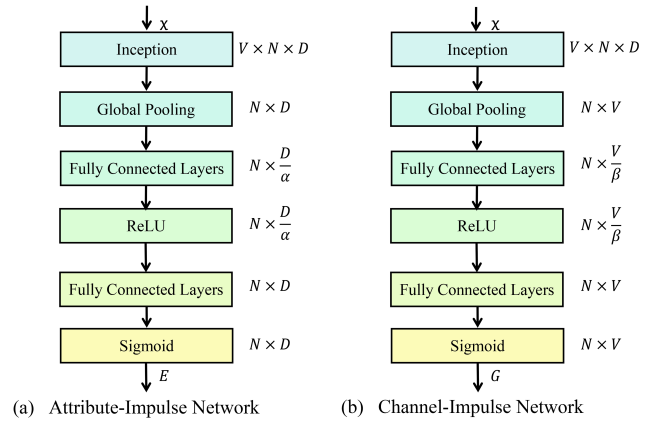 χ
Inception
V × N × D
Global Pooling
N × D
Fully Connected Layers
N × D/α
ReLU
N × D/α
Fully Connected Layers
N × D
Sigmoid
N × D
E
(a) Attribute-Impulse Network
χ
Inception
V × N × D
Global Pooling
N × V
Fully Connected Layers
N × V/β
ReLU
N × V/β
Fully Connected Layers
N × V
Sigmoid
N × V
G
(b) Channel-Impulse Network